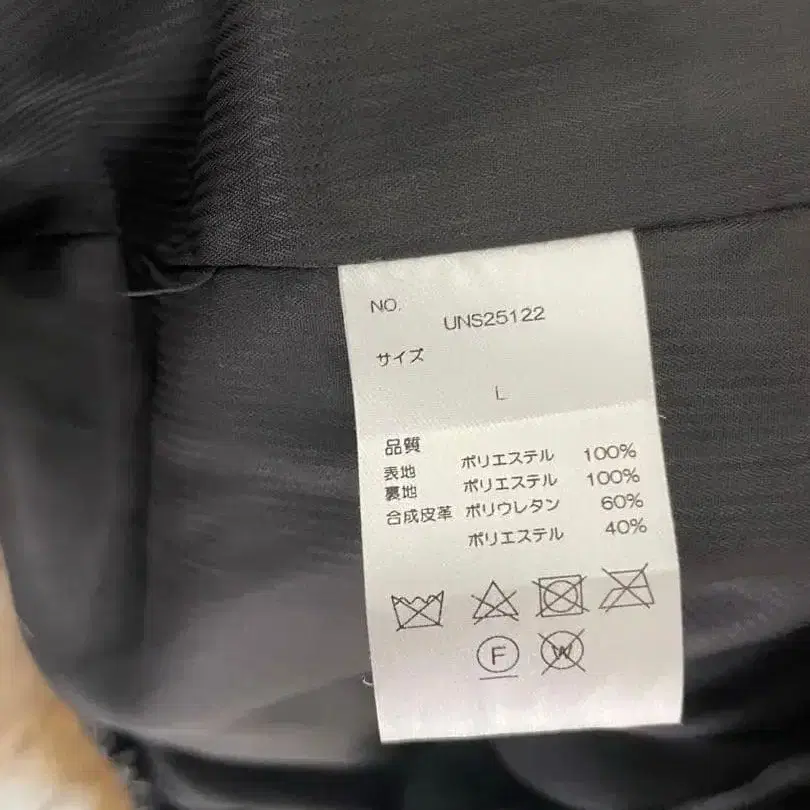 NO.
UNS25122
サイズ
L
品質
表地 ポリエステル 100%
裏地 ポリエステル 100%
合成皮革 ポリウレタン 60%
ポリエステル 40%
F W